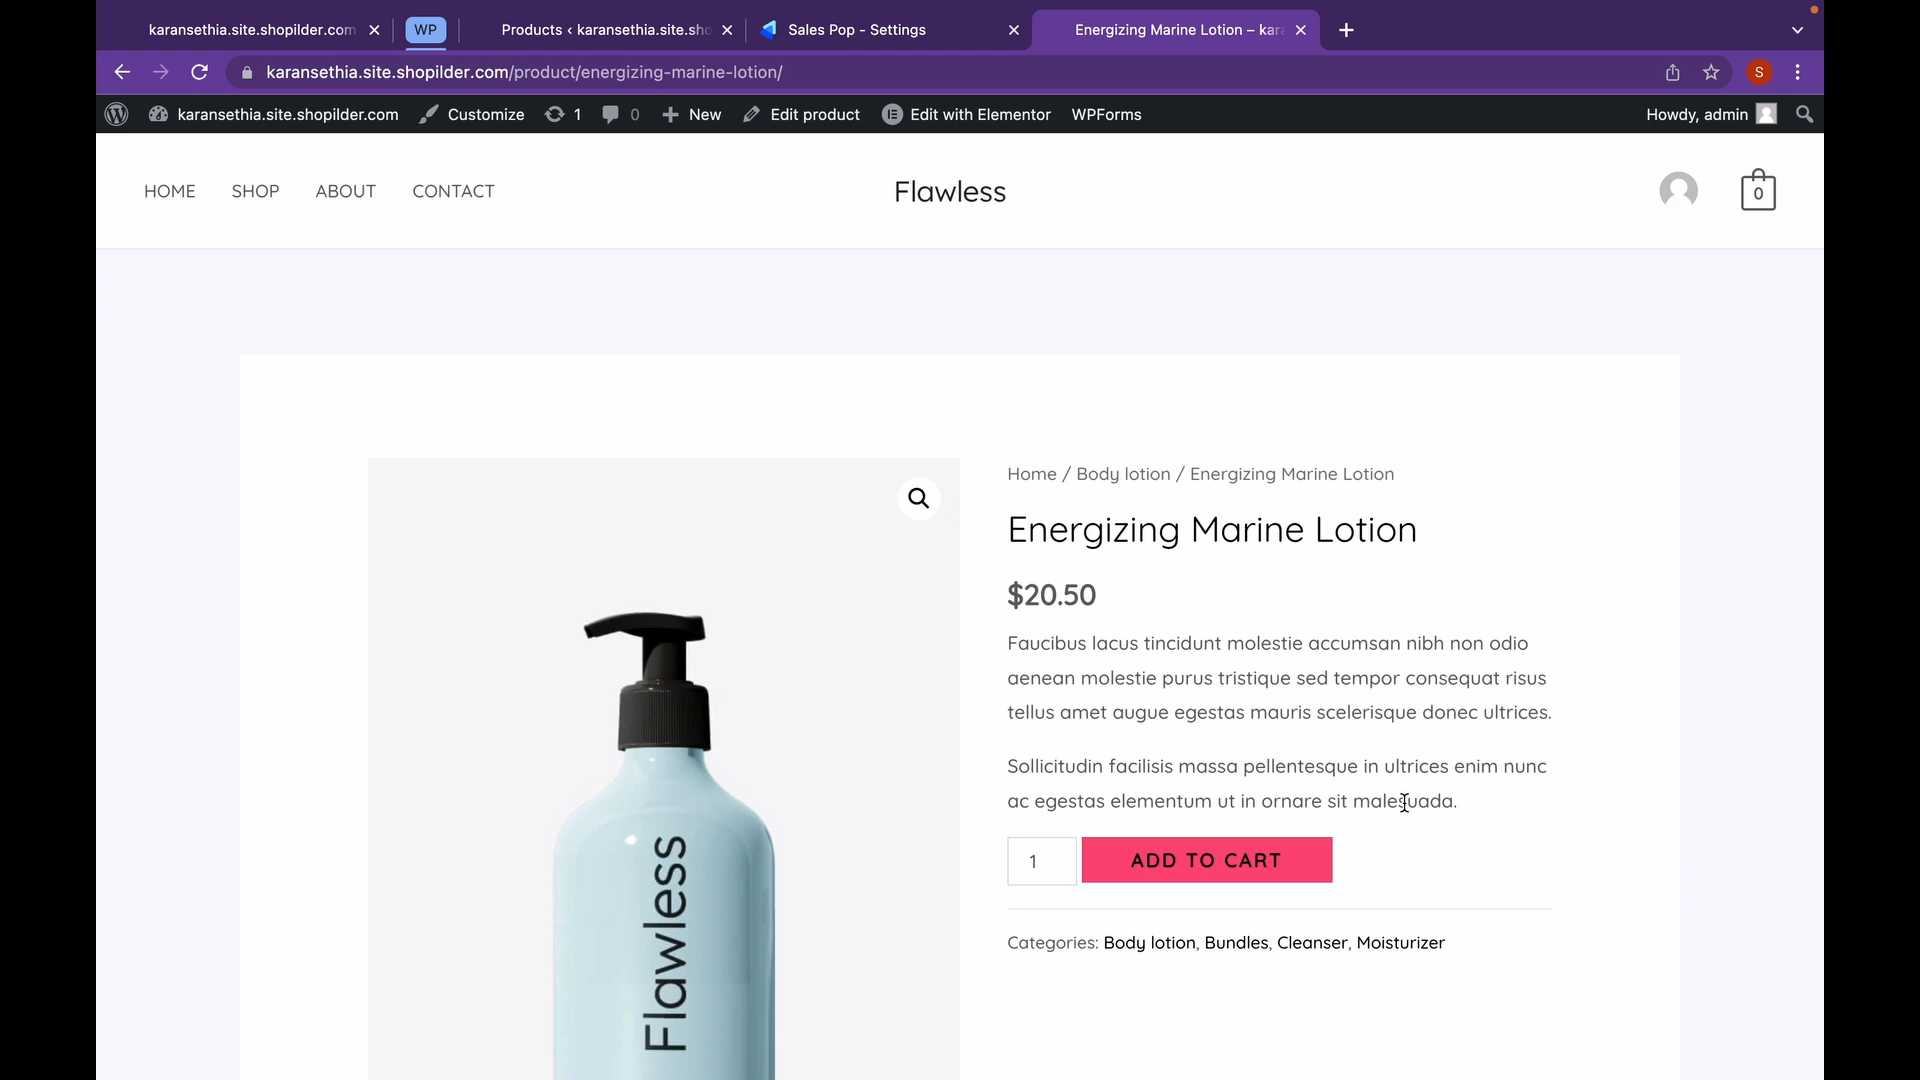 karansethia.site.shopilder.com
WP
Products ‹ karansethia.site.sho
Sales Pop - Settings
Energizing Marine Lotion – kar
karansethia.site.shopilder.com/product/energizing-marine-lotion/
S
karansethia.site.shopilder.com
Customize
1
0
New
Edit product
Edit with Elementor
WPForms
Howdy, admin
HOME
SHOP
ABOUT
CONTACT
Flawless
0
Home / Body lotion / Energizing Marine Lotion
Energizing Marine Lotion
$20.50
Faucibus lacus tincidunt molestie accumsan nibh non odio
aenean molestie purus tristique sed tempor consequat risus
tellus amet augue egestas mauris scelerisque donec ultrices.
Sollicitudin facilisis massa pellentesque in ultrices enim nunc
ac egestas elementum ut in ornare sit malesuada.
1
ADD TO CART
Categories: Body lotion, Bundles, Cleanser, Moisturizer
Flawless